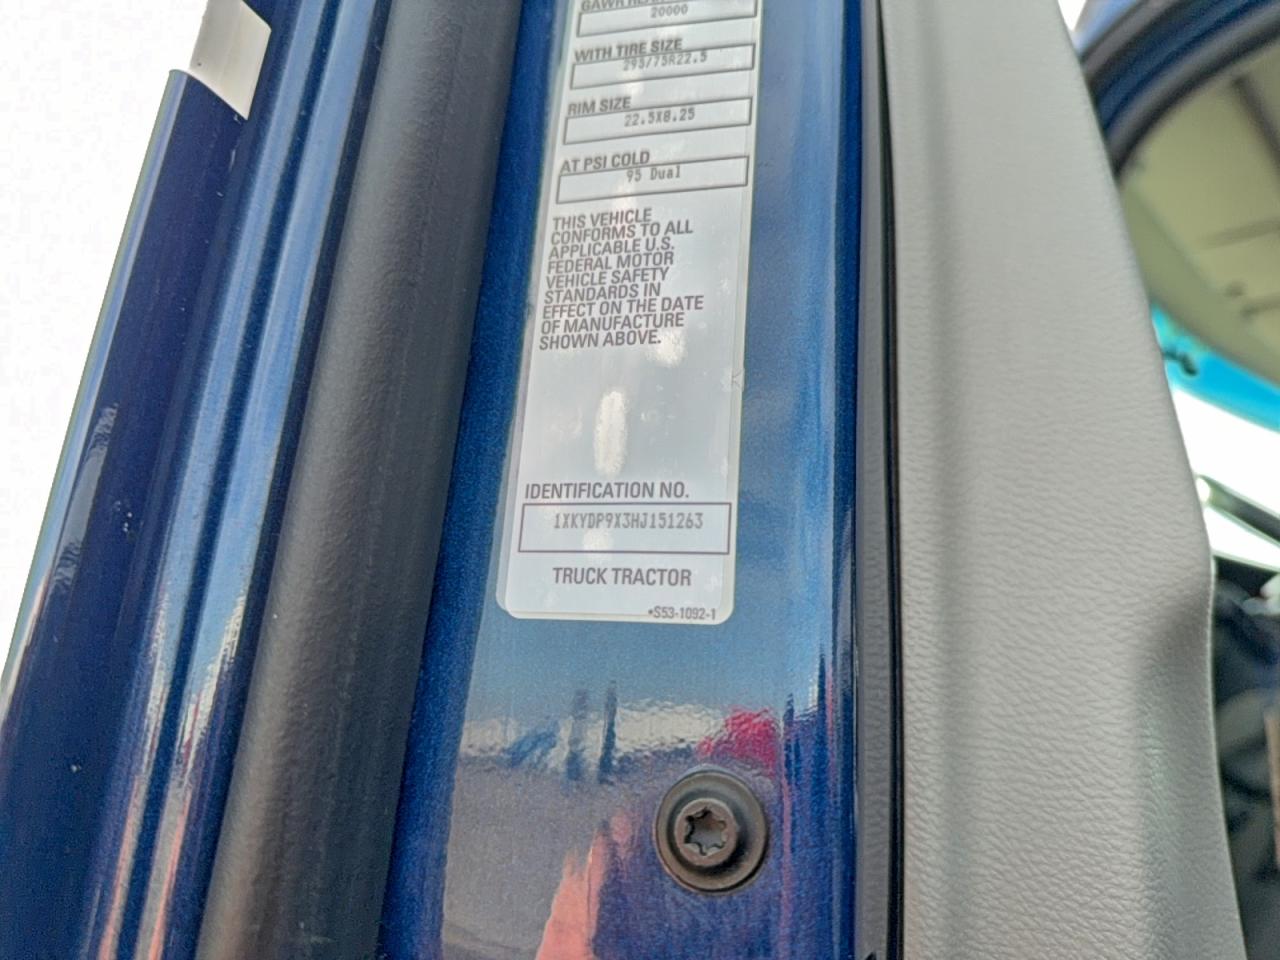 GAWR REAR
20000
WITH TIRE SIZE
295/75R22.5
RIM SIZE
22.5X8.25
AT PSI COLD
95 Dual
THIS VEHICLE
CONFORMS TO ALL
APPLICABLE U.S.
FEDERAL MOTOR
VEHICLE SAFETY
STANDARDS IN
EFFECT ON THE DATE
OF MANUFACTURE
SHOWN ABOVE.
IDENTIFICATION NO.
1XKYDP9X3HJ151263
TRUCK TRACTOR
*S53-1092-1